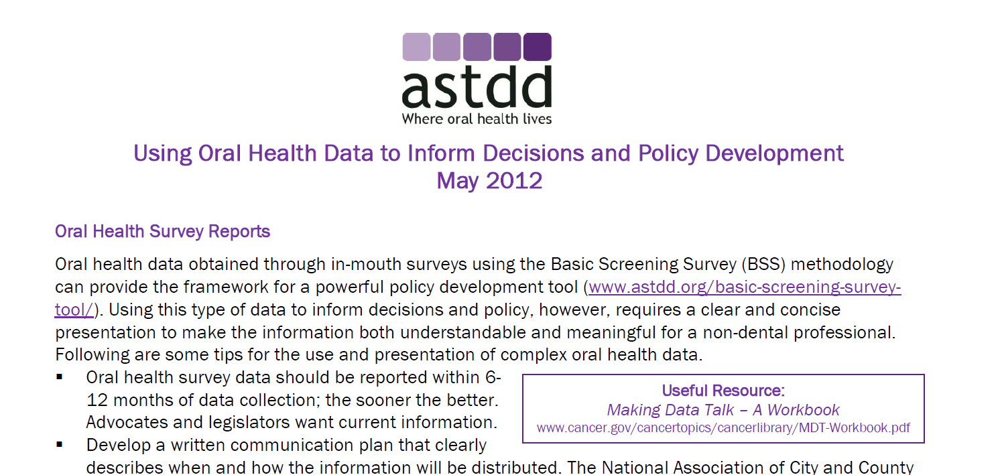 astdd
Where oral health lives
Using Oral Health Data to Inform Decisions and Policy Development
May 2012
Oral Health Survey Reports
Oral health data obtained through in-mouth surveys using the Basic Screening Survey (BSS) methodology
can provide the framework for a powerful policy development tool (www.astdd.org/basic-screening-survey-
tool/). Using this type of data to inform decisions and policy, however, requires a clear and concise
presentation to make the information both understandable and meaningful for a non-dental professional.
Following are some tips for the use and presentation of complex oral health data.
▪ Oral health survey data should be reported within 6-
12 months of data collection; the sooner the better.
Advocates and legislators want current information.
▪ Develop a written communication plan that clearly
describes when and how the information will be distributed. The National Association of City and County
Useful Resource:
Making Data Talk – A Workbook
www.cancer.gov/cancertopics/cancerlibrary/MDT-Workbook.pdf